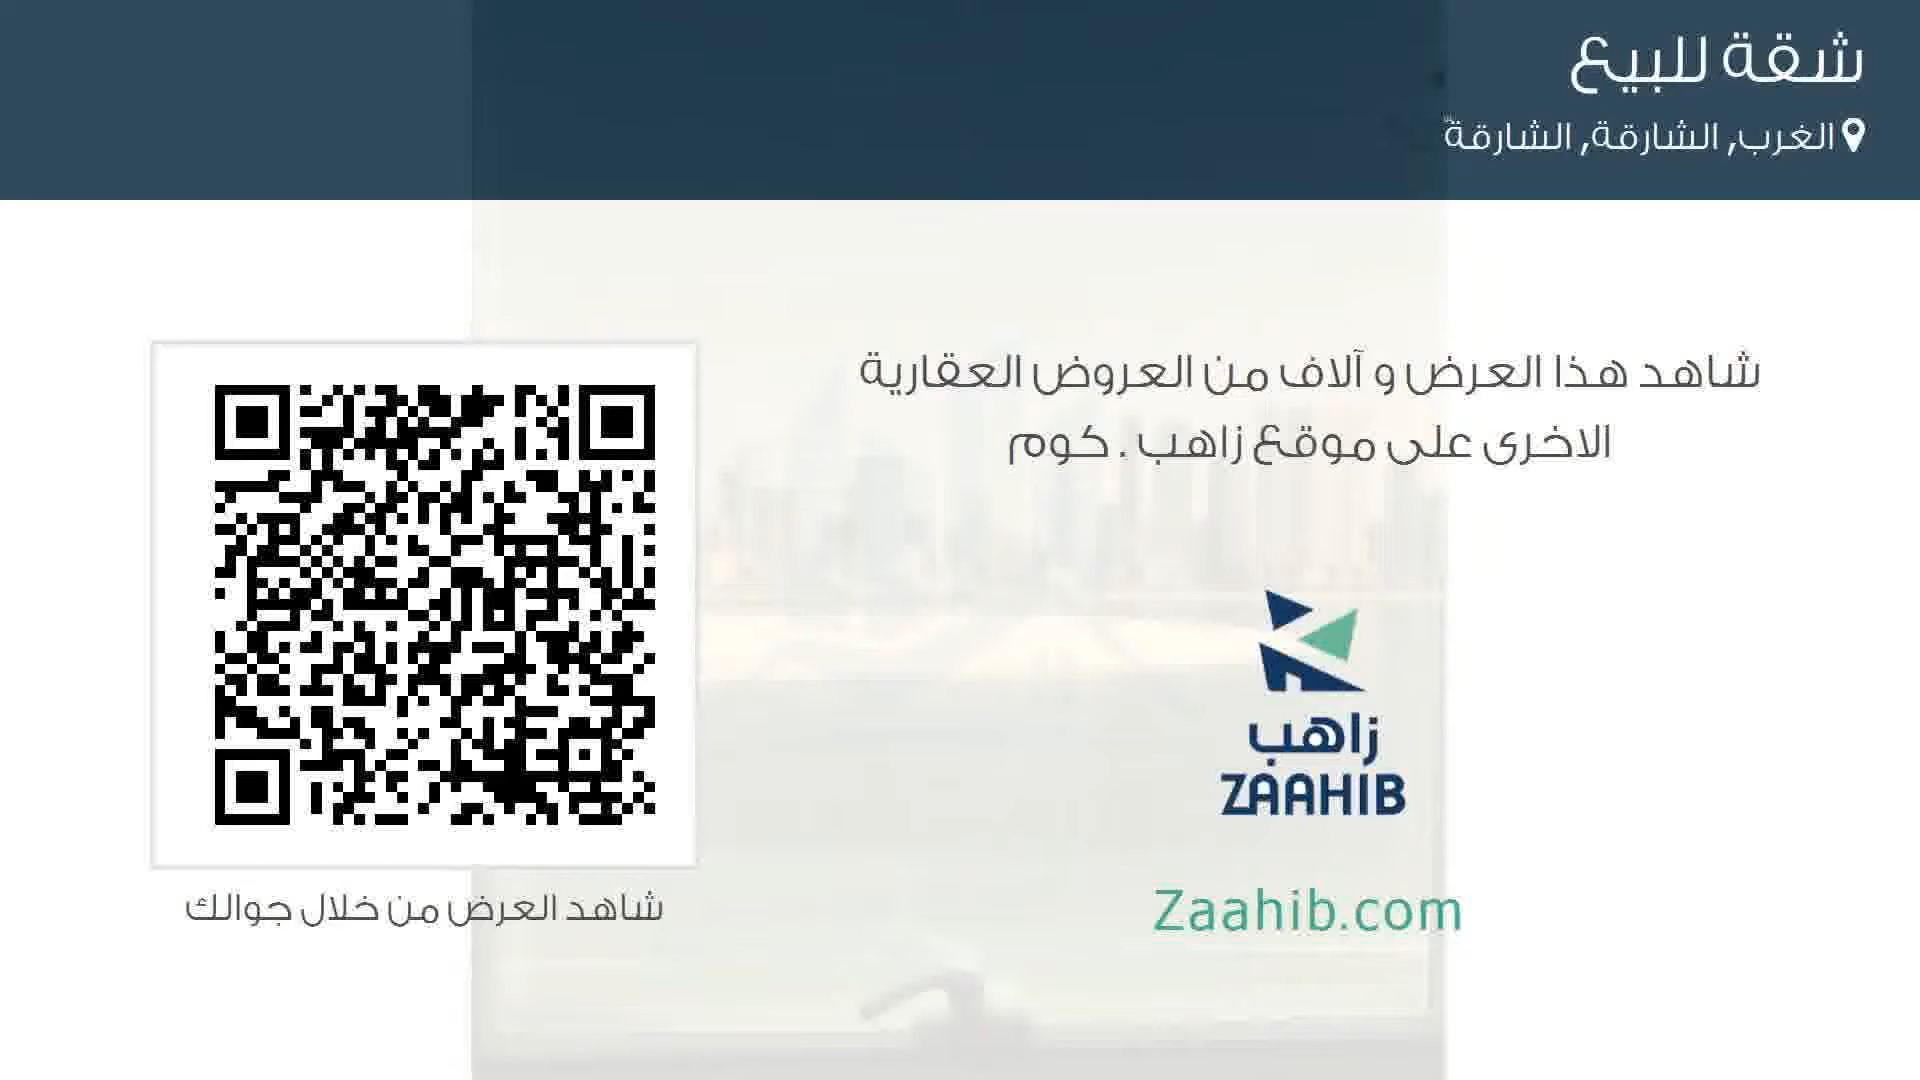 شقة للبيع
الغرب, الشارقة, الشارقة
شاهد هذا العرض و آلاف من العروض العقارية
الاخرى على موقع زاهب . كوم
زاهب
ZAAHIB
Zaahib.com
شاهد العرض من خلال جوالك